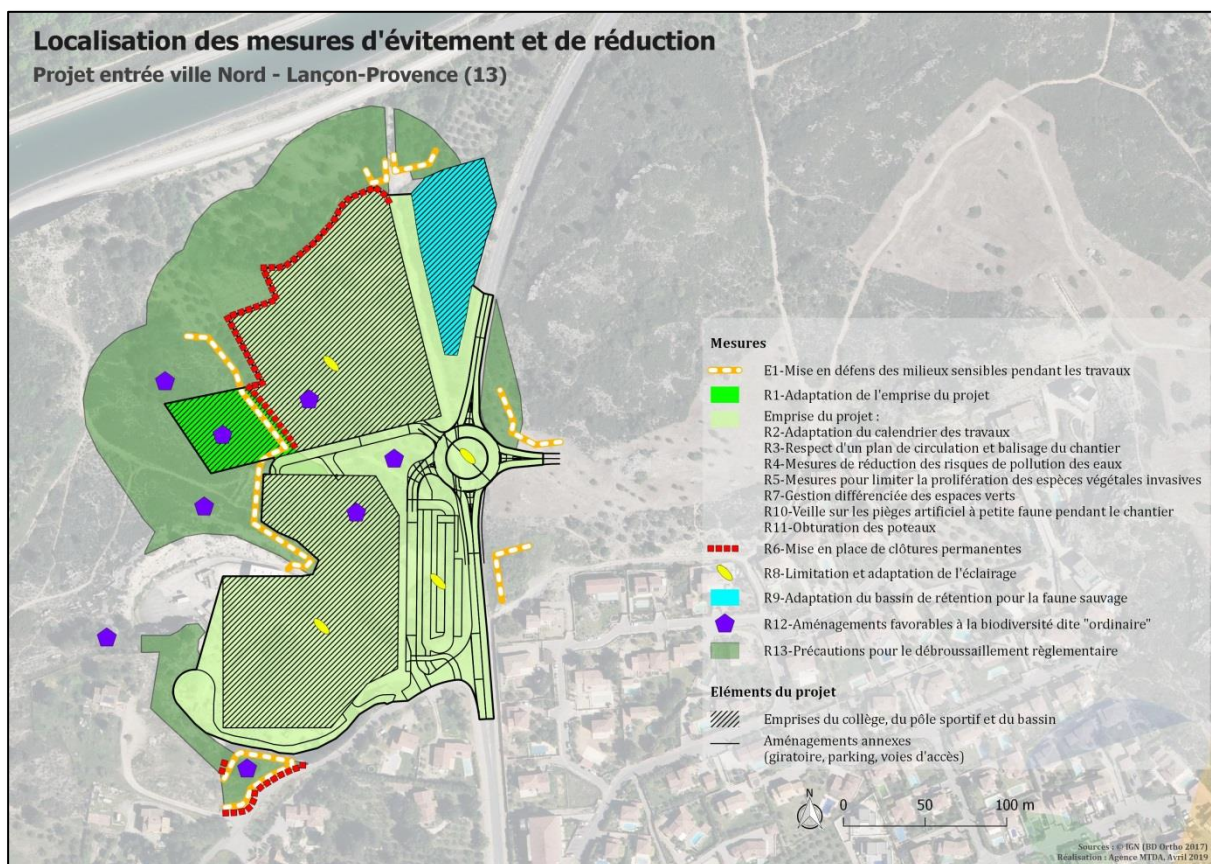 Localisation des mesures d'évitement et de réduction
Projet entrée ville Nord - Lançon-Provence (13)
Mesures
E1-Mise en défens des milieux sensibles pendant les travaux
R1-Adaptation de l'emprise du projet
Emprise du projet :
R2-Adaptation du calendrier des travaux
R3-Respect d'un plan de circulation et balisage du chantier
R4-Mesures de réduction des risques de pollution des eaux
R5-Mesures pour limiter la prolifération des espèces végétales invasives
R7-Gestion différenciée des espaces verts
R10-Veille sur les pièges artificiel à petite faune pendant le chantier
R11-Obturation des poteaux
R6-Mise en place de clôtures permanentes
R8-Limitation et adaptation de l'éclairage
R9-Adaptation du bassin de rétention pour la faune sauvage
R12-Aménagements favorables à la biodiversité dite "ordinaire"
R13-Précautions pour le débroussaillement règlementaire
Eléments du projet
Emprises du collège, du pôle sportif et du bassin
Aménagements annexes
(giratoire, parking, voies d'accès)
N
0 50 100 m
Sources : © IGN (BD Ortho 2017)
Réalisation : Agence MTDA, Avril 2019